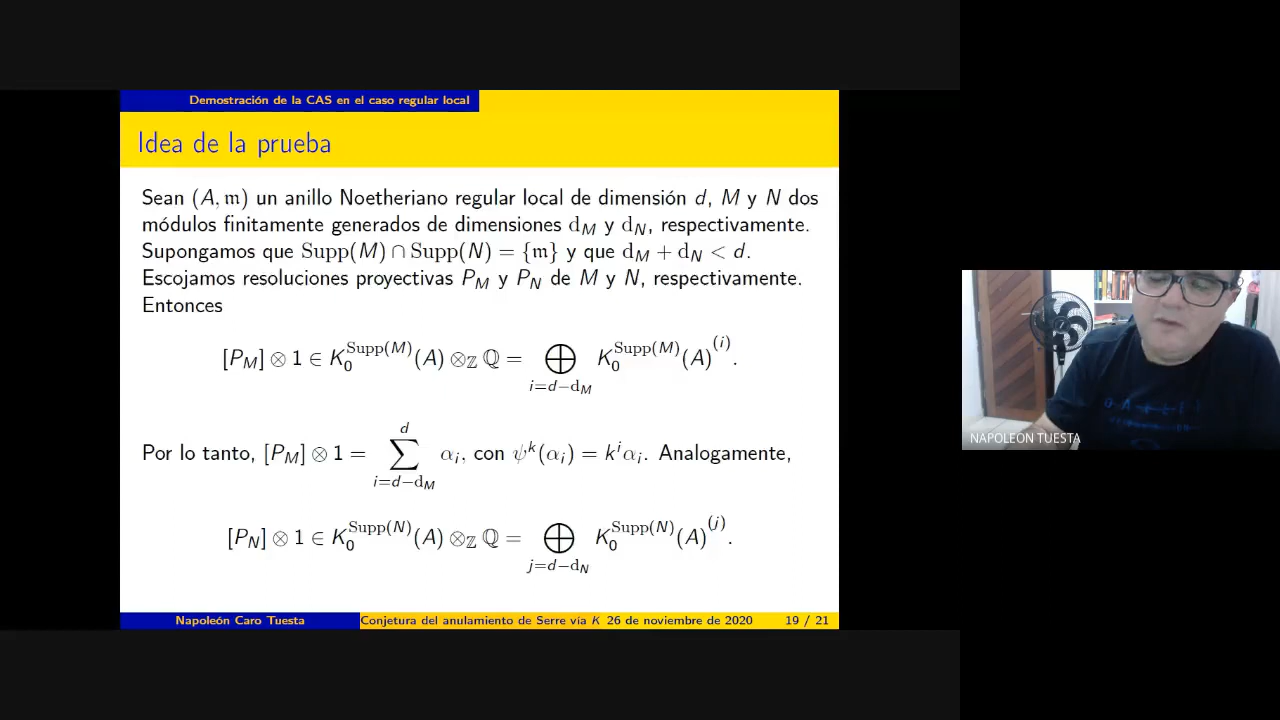 Demostración de la CAS en el caso regular local
Idea de la prueba
Sean (A, 𝔪) un anillo Noetheriano regular local de dimensión d, M y N dos
módulos finitamente generados de dimensiones d_M y d_N, respectivamente.
Supongamos que Supp(M) ∩ Supp(N) = {𝔪} y que d_M + d_N < d.
Escojamos resoluciones proyectivas P_M y P_N de M y N, respectivamente.
Entonces
[P_M] ⊗ 1 ∈ K_0^{Supp(M)}(A) ⊗_ℤ ℚ = ⊕_{i=d−d_M} K_0^{Supp(M)}(A)^{(i)}.
Por lo tanto, [P_M] ⊗ 1 = ∑_{i=d−d_M}^{d} α_i, con ψ^k(α_i) = k^i α_i. Analogamente,
[P_N] ⊗ 1 ∈ K_0^{Supp(N)}(A) ⊗_ℤ ℚ = ⊕_{j=d−d_N} K_0^{Supp(N)}(A)^{(j)}.
Napoleón Caro Tuesta Conjetura del anulamiento de Serre vía K 26 de noviembre de 2020 19 / 21
NAPOLEON TUESTA